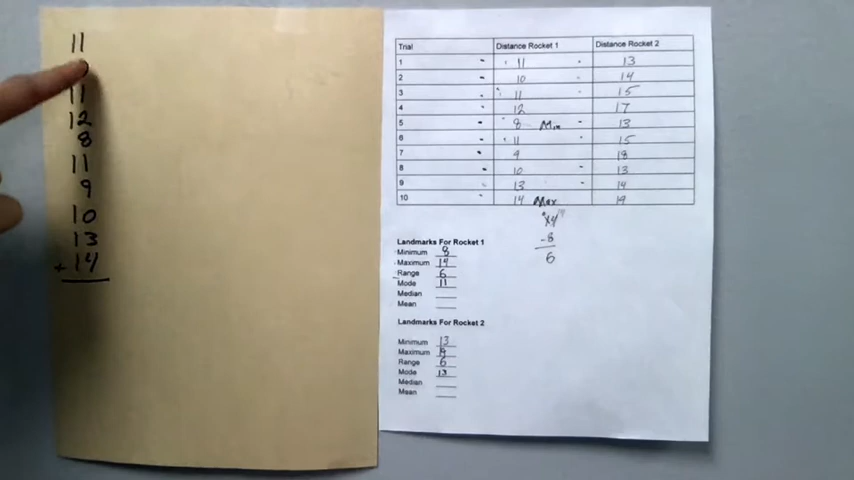 11
11
12
8
11
9
10
13
+ 14
Trial Distance Rocket 1 Distance Rocket 2
1 11 13
2 10 14
3 11 15
4 12 17
5 8 Min 13
6 11 15
7 9 18
8 10 13
9 13 14
10 14 Max 19
14
- 8
6
Landmarks For Rocket 1
Minimum 8
Maximum 14
Range 6
Mode 11
Median
Mean
Landmarks For Rocket 2
Minimum 13
Maximum 19
Range 6
Mode 13
Median
Mean